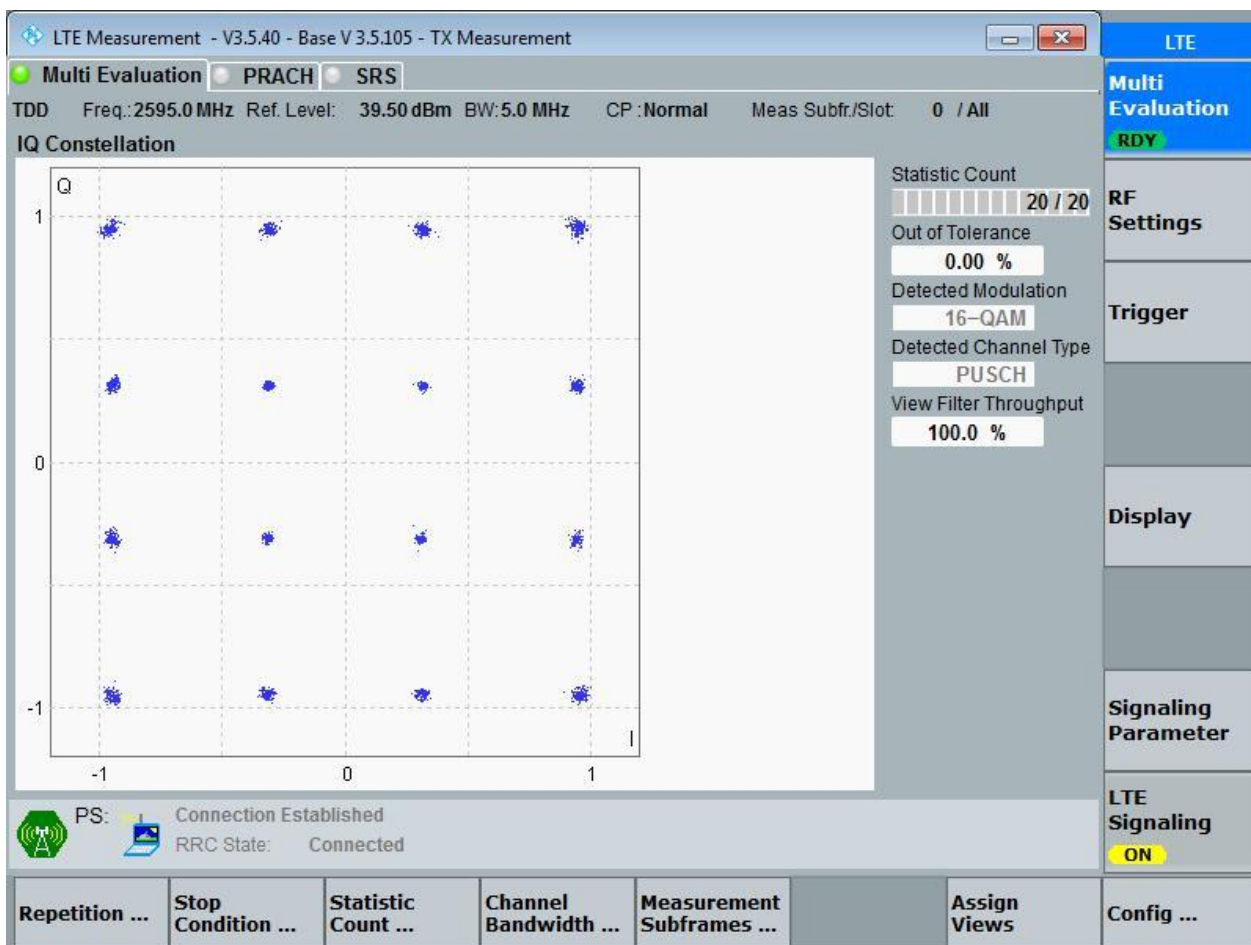 LTE Measurement - V3.5.40 - Base V 3.5.105 - TX Measurement
LTE
Multi Evaluation PRACH SRS
Multi
Evaluation
RDY
TDD Freq.: 2595.0 MHz Ref. Level: 39.50 dBm BW: 5.0 MHz CP : Normal Meas Subfr./Slot: 0 / All
IQ Constellation
Q
1
0
-1
I
-1 0 1
Statistic Count
20 / 20
Out of Tolerance
0.00 %
Detected Modulation
16-QAM
Detected Channel Type
PUSCH
View Filter Throughput
100.0 %
RF
Settings
Trigger
Display
Signaling
Parameter
LTE
Signaling
ON
PS: Connection Established
RRC State: Connected
Repetition ...
Stop
Condition ...
Statistic
Count ...
Channel
Bandwidth ...
Measurement
Subframes ...
Assign
Views
Config ...